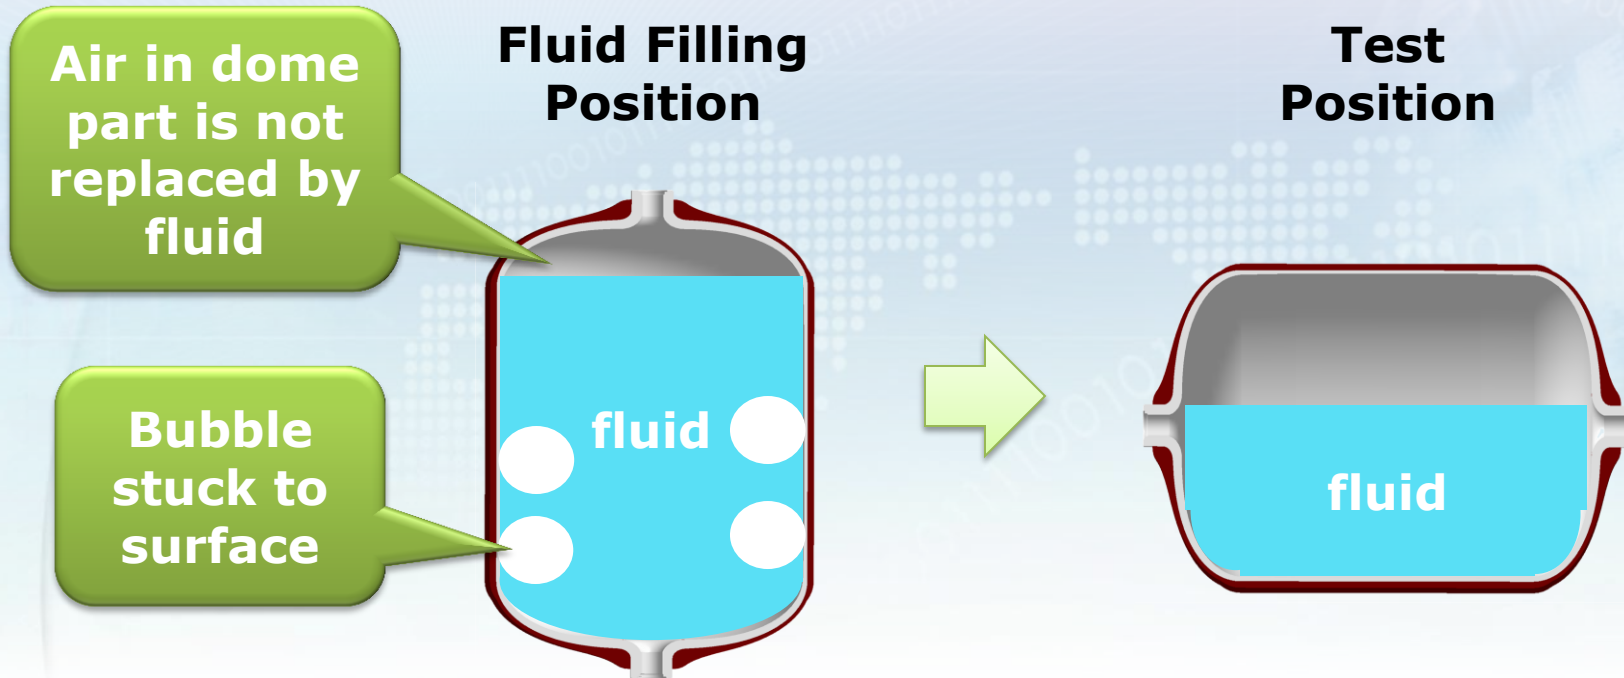 Air in dome
part is not
replaced by
fluid
Fluid Filling
Position
Test
Position
Bubble
stuck to
surface
fluid
fluid